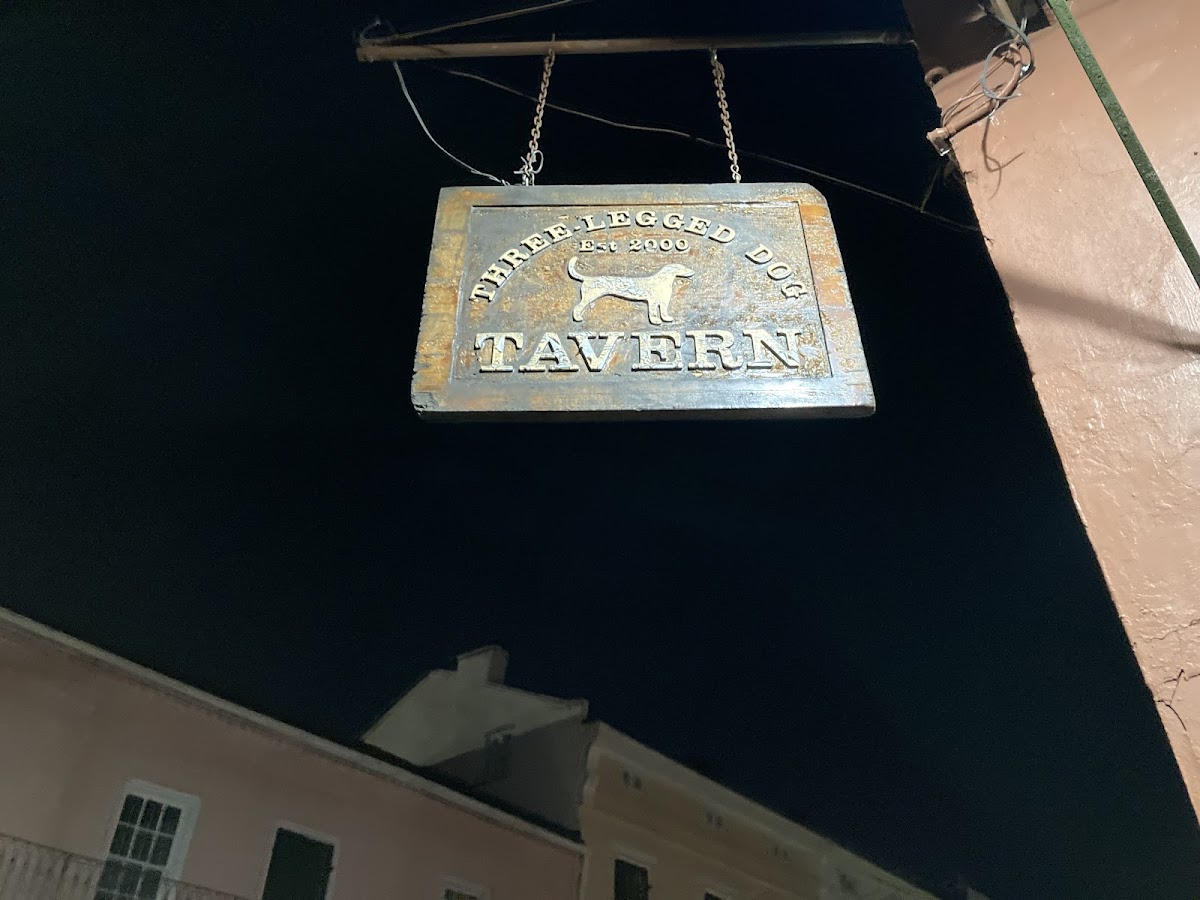 THREE-LEGGED DOG
Est 2000
TAVERN